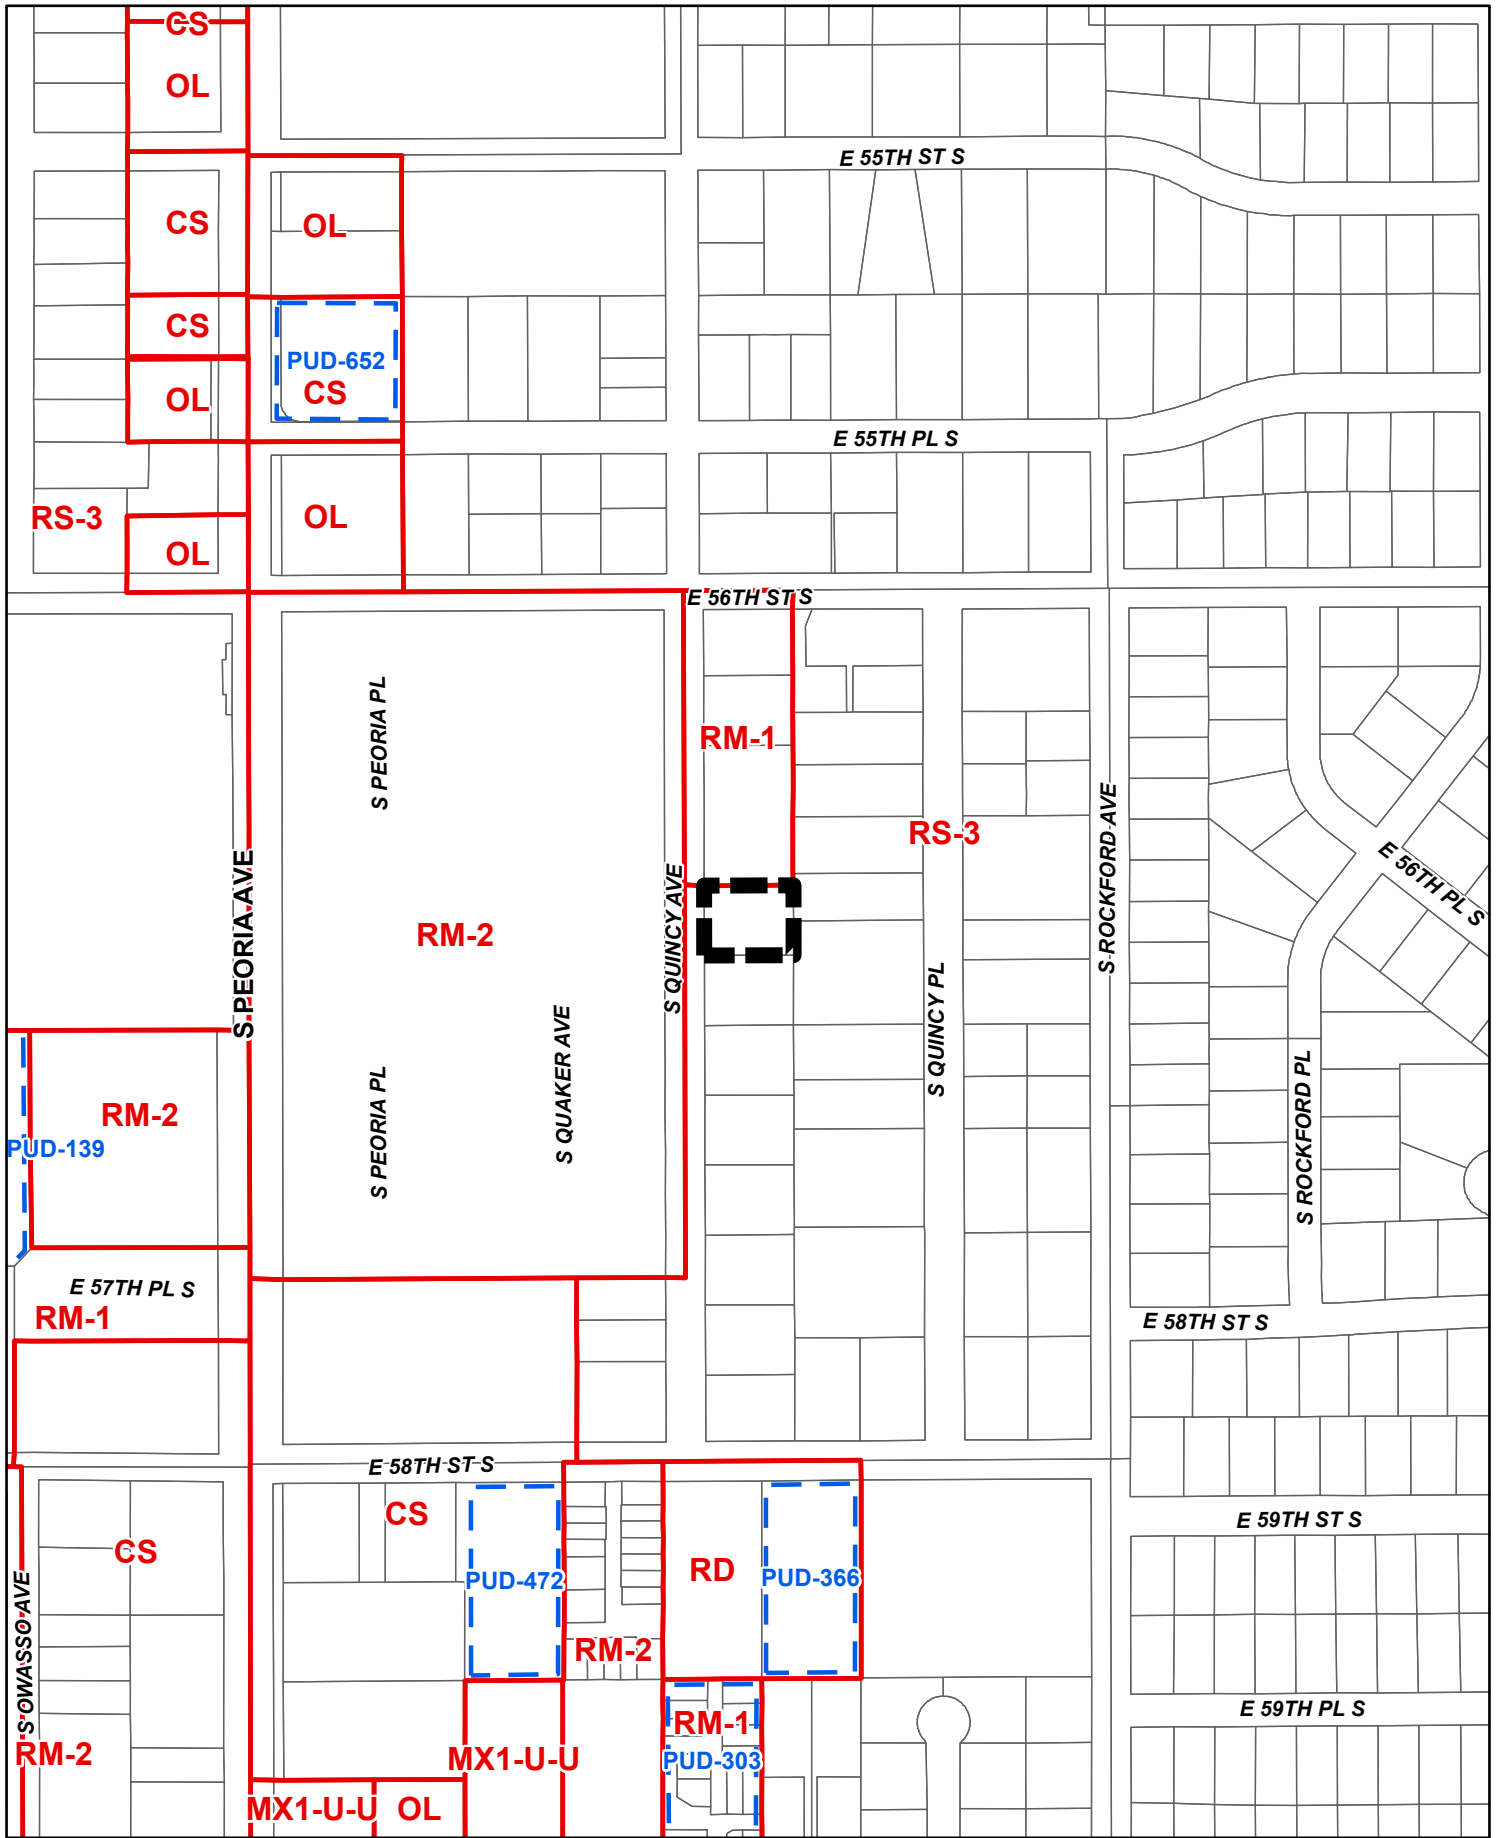 CS
OL
E 55TH ST S
CS
OL
CS
PUD-652
CS
OL
E 55TH PL S
RS-3
OL
OL
E 56TH ST S
S PEORIA PL
RM-1
S ROCKFORD AVE
RS-3
E 56TH PL S
S PEORIA AVE
S QUINCY AVE
RM-2
S QUINCY PL
S QUAKER AVE
S PEORIA PL
S ROCKFORD PL
RM-2
PUD-139
E 57TH PL S
RM-1
E 58TH ST S
E 58TH ST S
CS
E 59TH ST S
CS
RD
PUD-472
PUD-366
S OWASSO AVE
RM-2
E 59TH PL S
RM-1
RM-2
MX1-U-U
PUD-303
MX1-U-U
OL